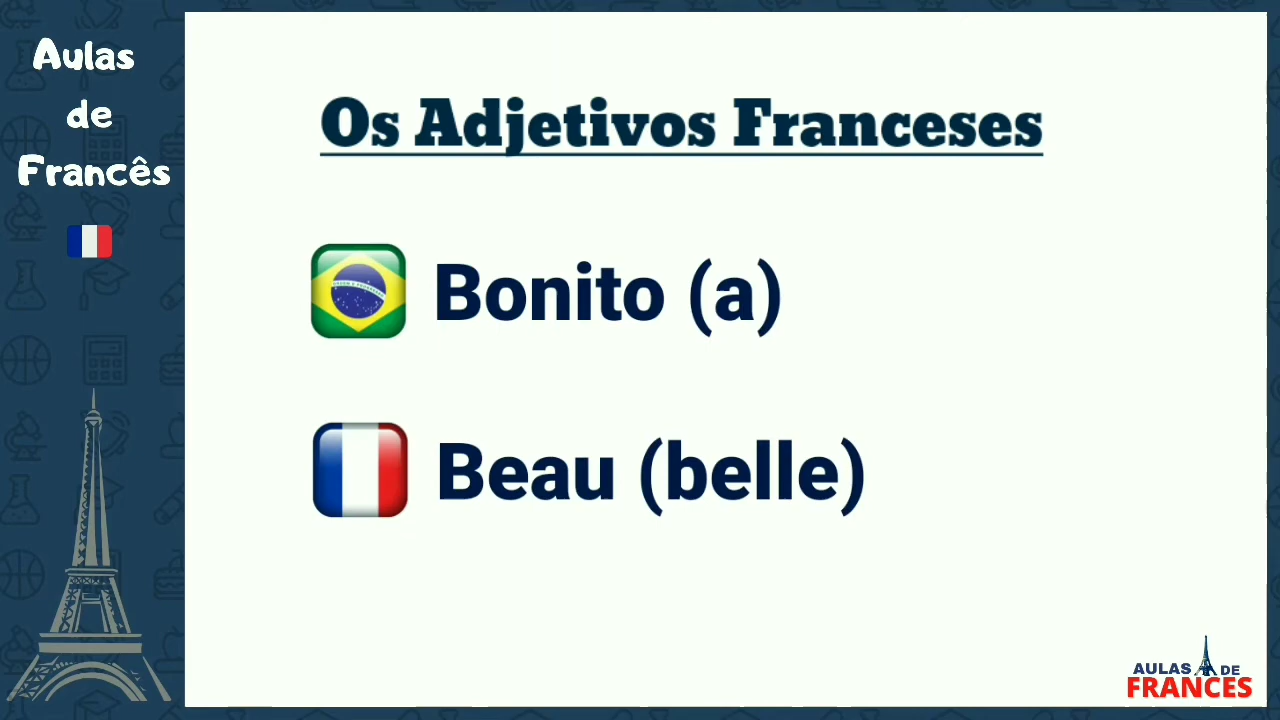 Aulas
de
Francês
Os Adjetivos Franceses
Bonito (a)
Beau (belle)
AULAS DE
FRANCES